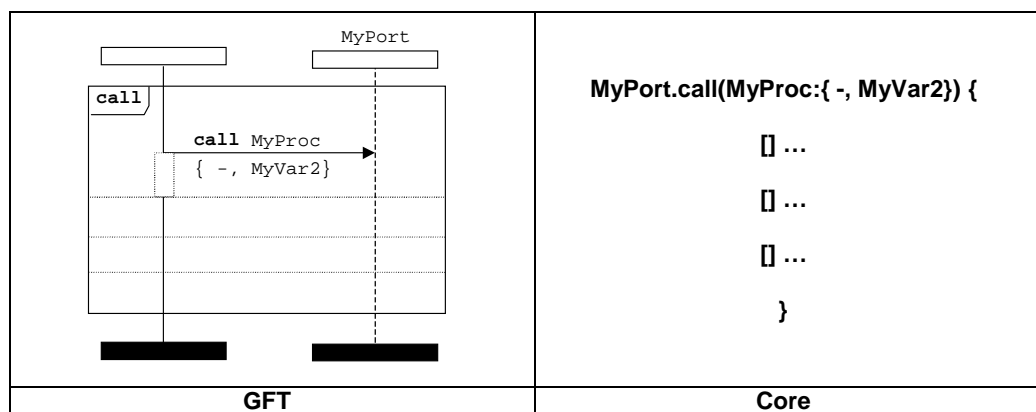 MyPort
call
call MyProc
{ -, MyVar2}
MyPort.call(MyProc:{ -, MyVar2}) {
[] …
[] …
[] …
}
GFT
Core